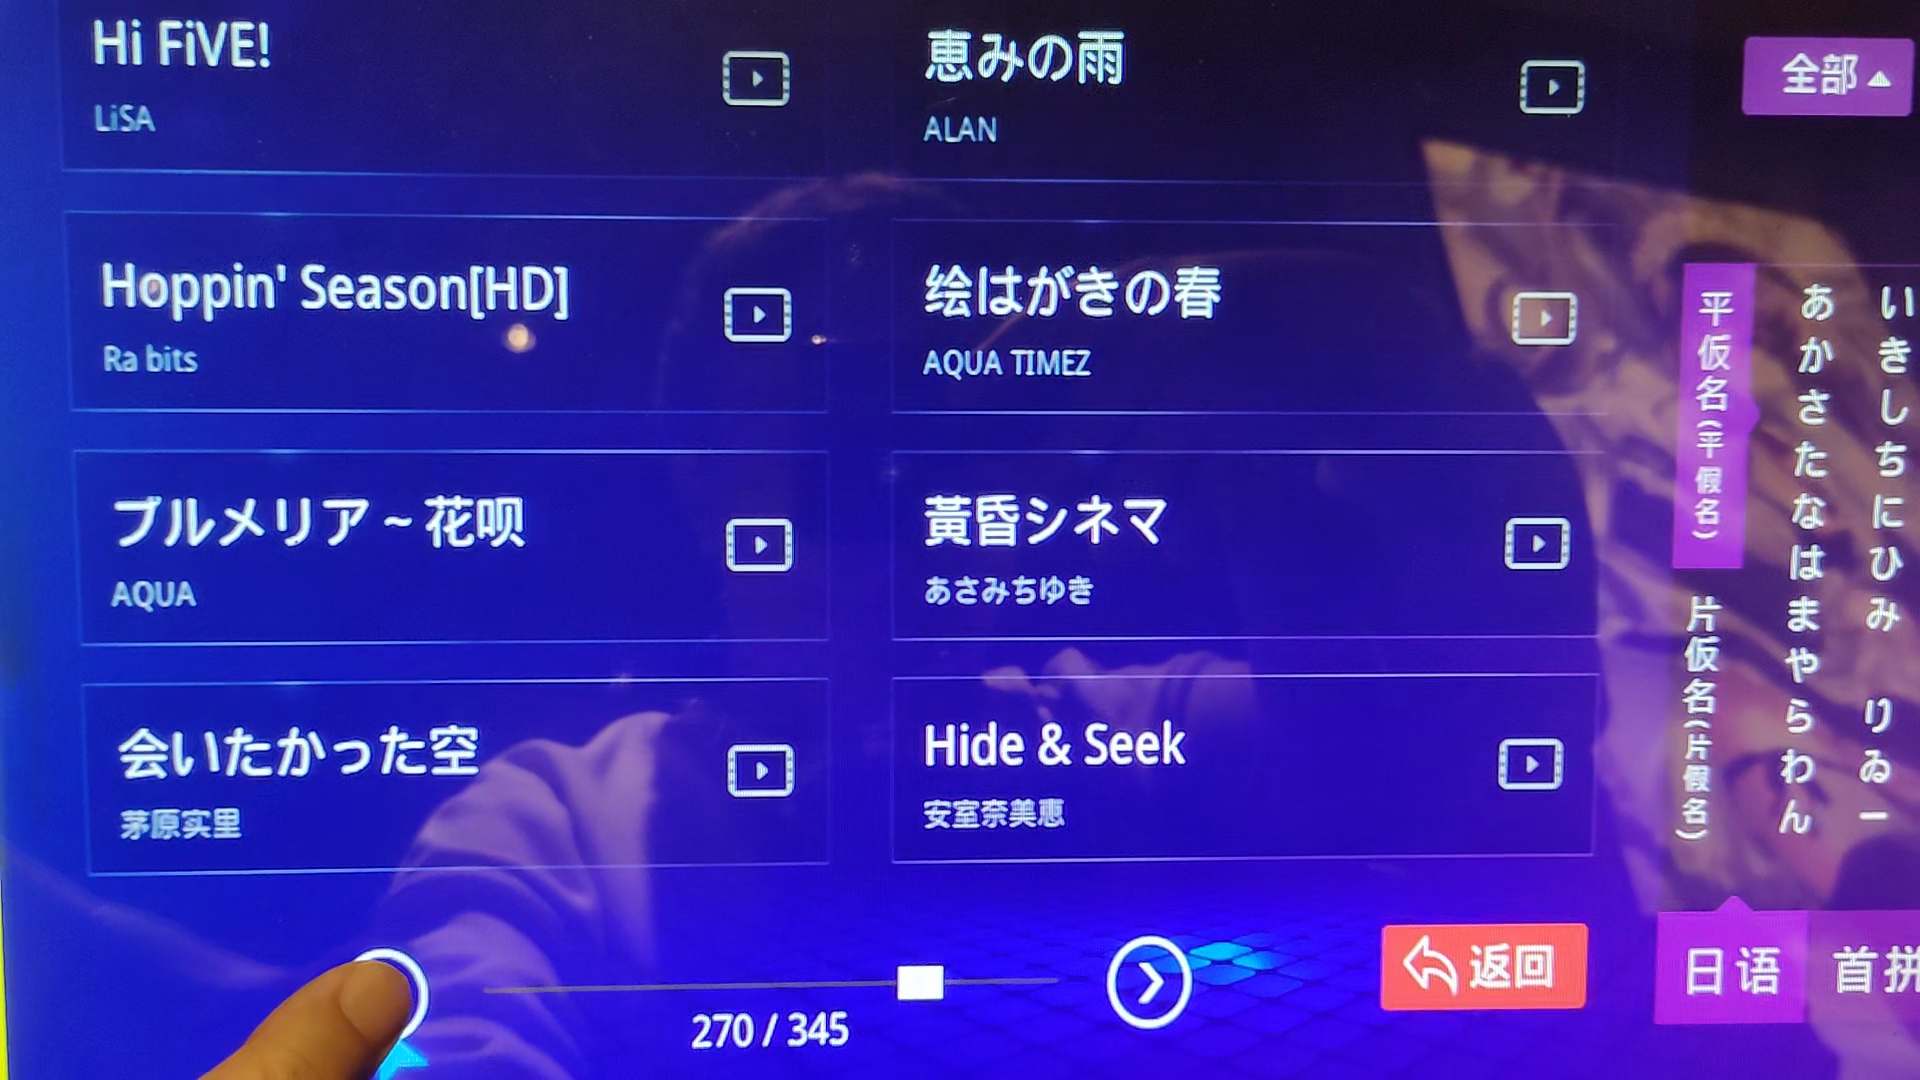 Hi FiVE!
LiSA
恵みの雨
ALAN
Hoppin' Season[HD]
Ra bits
絵はがきの春
AQUA TIMEZ
ブルメリア~花唄
AQUA
黃昏シネマ
あさみちゆき
会いたかった空
茅原实里
Hide & Seek
安室奈美惠
270 / 345
返回
全部
平仮名(平假名)
片仮名(片假名)
あかさたなはまやらわん
いきしちにひみ りゐー
日语
首拼